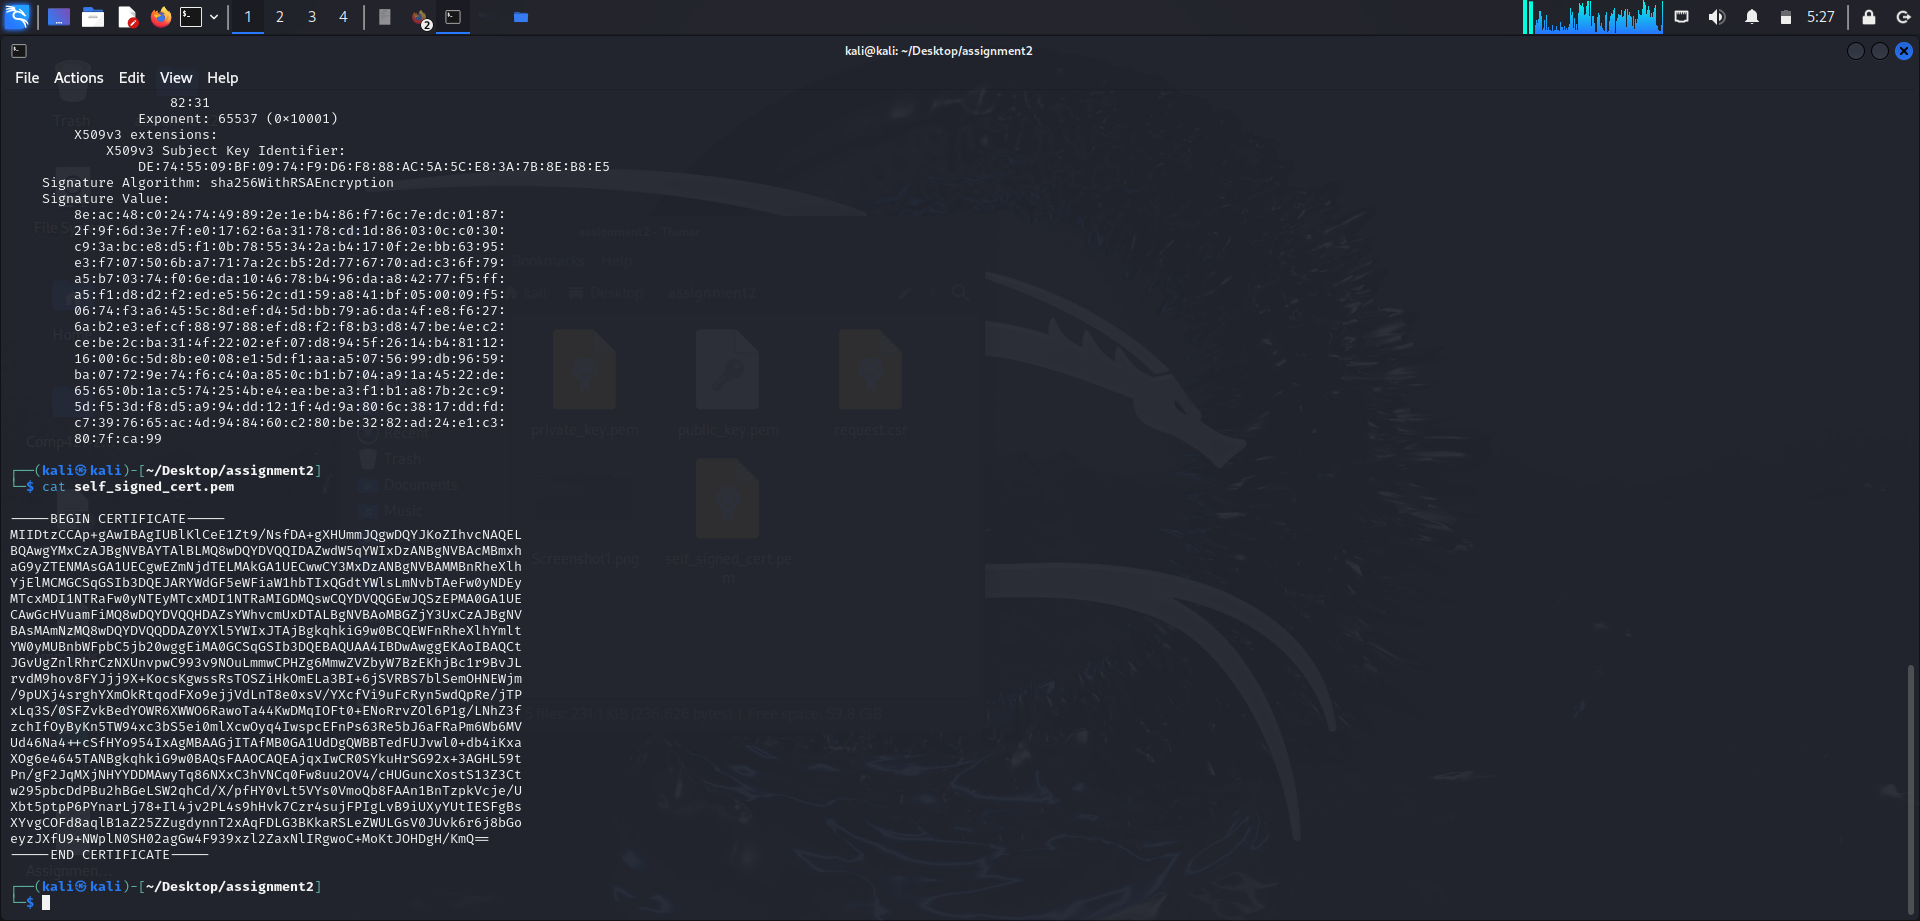 1 2 3 4
2
5:27
kali@kali: ~/Desktop/assignment2
File Actions Edit View Help
82:31
Exponent: 65537 (0×10001)
X509v3 extensions:
X509v3 Subject Key Identifier:
DE:74:55:09:BF:09:74:F9:D6:F8:88:AC:5A:5C:E8:3A:7B:8E:B8:E5
Signature Algorithm: sha256WithRSAEncryption
Signature Value:
8e:ac:48:c0:24:74:49:89:2e:1e:b4:86:f7:6c:7e:dc:01:87:
2f:9f:6d:3e:7f:e0:17:62:6a:31:78:cd:1d:86:03:0c:c0:30:
c9:3a:bc:e8:d5:f1:0b:78:55:34:2a:b4:17:0f:2e:bb:63:95:
e3:f7:07:50:6b:a7:71:7a:2c:b5:2d:77:67:70:ad:c3:6f:79:
a5:b7:03:74:f0:6e:da:10:46:78:b4:96:da:a8:42:77:f5:ff:
a5:f1:d8:d2:f2:ed:e5:56:2c:d1:59:a8:41:bf:05:00:09:f5:
06:74:f3:a6:45:5c:8d:ef:d4:5d:bb:79:a6:da:4f:e8:f6:27:
6a:b2:e3:ef:cf:88:97:88:ef:d8:f2:f8:b3:d8:47:be:4e:c2:
ce:be:2c:ba:31:4f:22:02:ef:07:d8:94:5f:26:14:b4:81:12:
16:00:6c:5d:8b:e0:08:e1:5d:f1:aa:a5:07:56:99:db:96:59:
ba:07:72:9e:74:f6:c4:0a:85:0c:b1:b7:04:a9:1a:45:22:de:
65:65:0b:1a:c5:74:25:4b:e4:ea:be:a3:f1:b1:a8:7b:2c:c9:
5d:f5:3d:f8:d5:a9:94:dd:12:1f:4d:9a:80:6c:38:17:dd:fd:
c7:39:76:65:ac:4d:94:84:60:c2:80:be:32:82:ad:24:e1:c3:
80:7f:ca:99
┌──(kali㉿kali)-[~/Desktop/assignment2]
└─$ cat self_signed_cert.pem
-----BEGIN CERTIFICATE-----
MIIDtzCCAp+gAwIBAgIUBlKlCeE1Zt9/NsfDA+gXHUmmJQgwDQYJKoZIhvcNAQEL
BQAwgYMxCzAJBgNVBAYTAlBLMQ8wDQYDVQQIDAZwdW5qYWIxDzANBgNVBAcMBmxh
aG9yZTENMAsGA1UECgwEZmNjdTELMAkGA1UECwwCY3MxDzANBgNVBAMMBnRheXlh
YjElMCMGCSqGSIb3DQEJARYWdGF5eWFiaW1hbTIxQGdtYWlsLmNvbTAeFw0yNDEy
MTcxMDI1NTRaFw0yNTEyMTcxMDI1NTRaMIGDMQswCQYDVQQGEwJQSzEPMA0GA1UE
CAwGcHVuamFiMQ8wDQYDVQQHDAZsYWhvcmUxDTALBgNVBAoMBGZjY3UxCzAJBgNV
BAsMAmNzMQ8wDQYDVQQDDAZ0YXl5YWIxJTAjBgkqhkiG9w0BCQEWFnRheXlhYmlt
YW0yMUBnbWFpbC5jb20wggEiMA0GCSqGSIb3DQEBAQUAA4IBDwAwggEKAoIBAQCt
JGvUgZnlRhrCzNXUnvpwC993v9NOuLmmwCPHZg6MmwZVZbyW7BzEKhjBc1r9BvJL
rvdM9hov8FYJjj9X+KocsKgwssRsTOSZiHkOmELa3BI+6jSVRBS7blSemOHNEWjm
/9pUXj4srghYXmOkRtqodFXo9ejjVdLnT8e0xsV/YXcfVi9uFcRyn5wdQpRe/jTP
xLq3S/0SFZvkBedYOWR6XWWO6RawoTa44KwDMqIOFt0+ENoRrvZOl6P1g/LNhZ3f
zchIfOyByKn5TW94xc3bS5ei0mlXcwOyq4IwspcEFnPs63Re5bJ6aFRaPm6Wb6MV
Ud46Na4++cSfHYo954IxAgMBAAGjITAfMB0GA1UdDgQWBBTedFUJvwl0+db4iKxa
XOg6e4645TANBgkqhkiG9w0BAQsFAAOCAQEAjqxIwCR0SYkuHrSG92x+3AGHL59t
Pn/gF2JqMXjNHYYDDMAwyTq86NXxC3hVNCq0Fw8uu2OV4/cHUGuncXostS13Z3Ct
w295pbcDdPBu2hBGeLSW2qhCd/X/pfHY0vLt5VYs0VmoQb8FAAn1BnTzpkVcje/U
Xbt5ptpP6PYnarLj78+Il4jv2PL4s9hHvk7Czr4sujFPIgLvB9iUXyYUtIESFgBs
XYvgCOFd8aqlB1aZ25ZZugdynnT2xAqFDLG3BKkaRSLeZWULGsV0JUvk6r6j8bGo
eyzJXfU9+NWplN0SH02agGw4F939xzl2ZaxNlIRgwoC+MoKtJOHDgH/KmQ==
-----END CERTIFICATE-----
┌──(kali㉿kali)-[~/Desktop/assignment2]
└─$